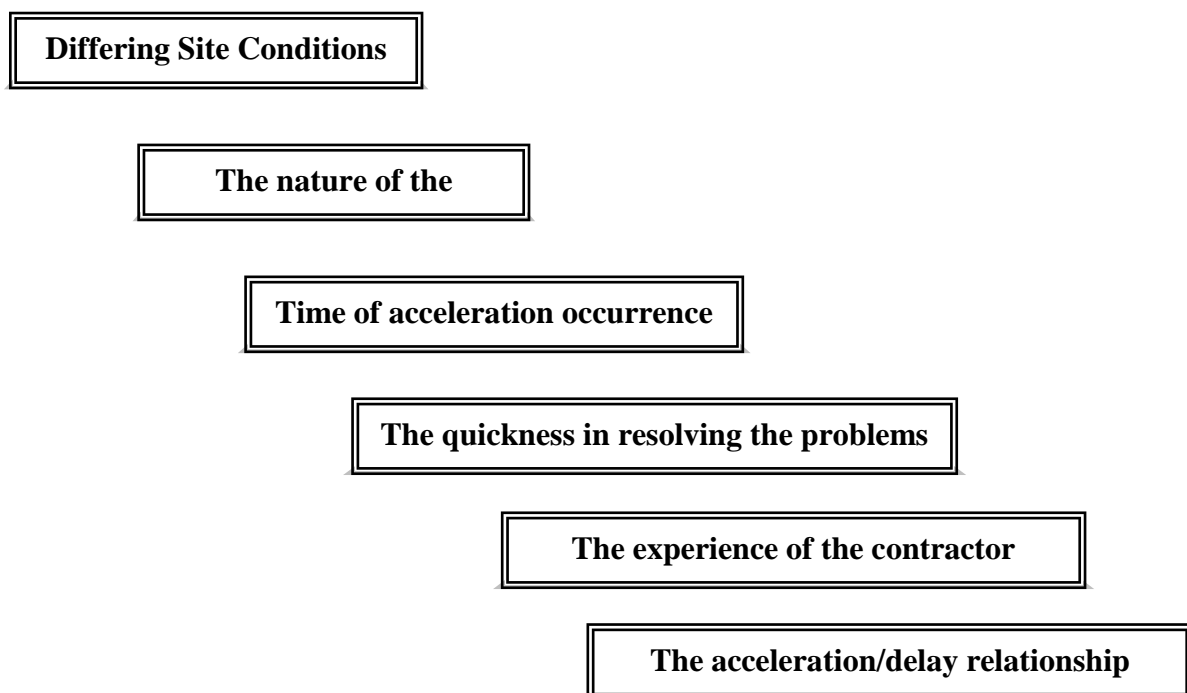 Differing Site Conditions
The nature of the
Time of acceleration occurrence
The quickness in resolving the problems
The experience of the contractor
The acceleration/delay relationship